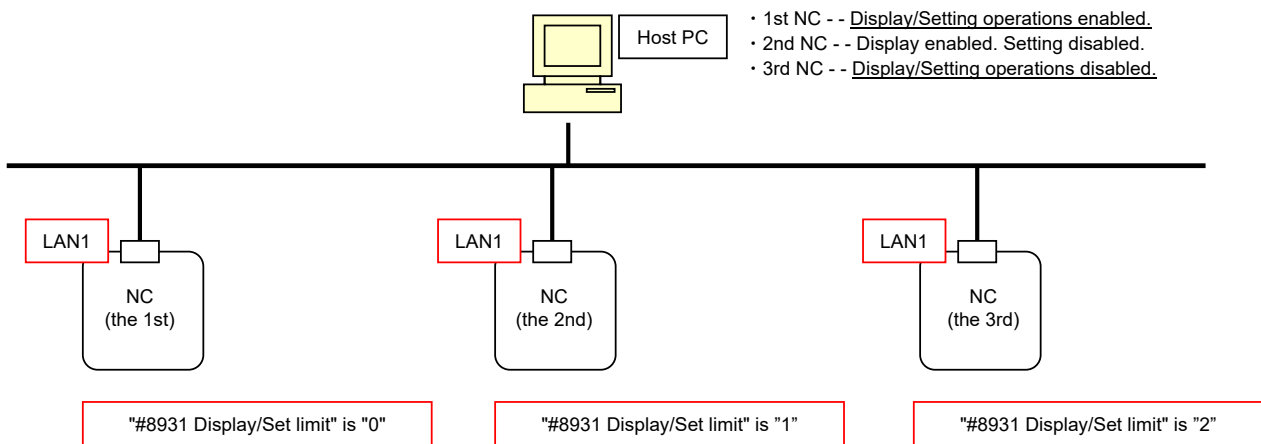 Host PC
・1st NC - - Display/Setting operations enabled.
・2nd NC - - Display enabled. Setting disabled.
・3rd NC - - Display/Setting operations disabled.
LAN1
LAN1
LAN1
NC
(the 1st)
NC
(the 2nd)
NC
(the 3rd)
"#8931 Display/Set limit" is "0"
"#8931 Display/Set limit" is ”1”
"#8931 Display/Set limit" is ”2”